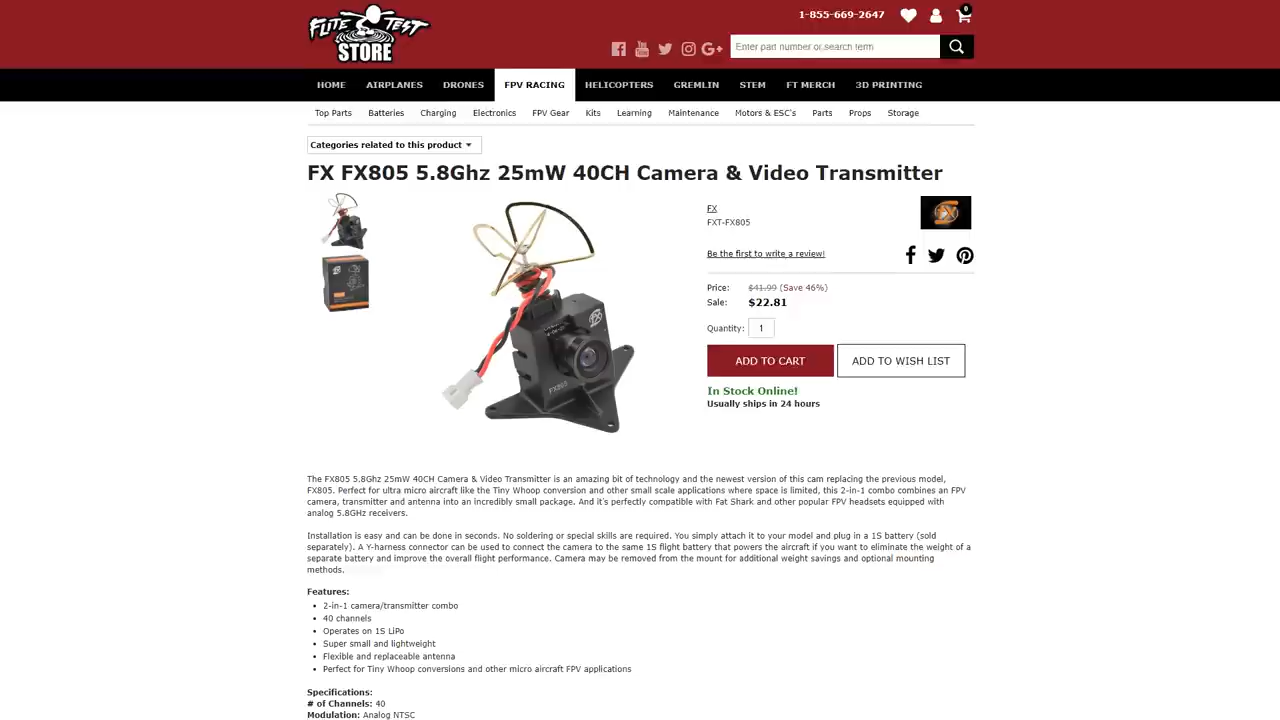 FLITE TEST
STORE
1-855-669-2647
0
Enter part number or search term
HOME AIRPLANES DRONES FPV RACING HELICOPTERS GREMLIN STEM FT MERCH 3D PRINTING
Top Parts Batteries Charging Electronics FPV Gear Kits Learning Maintenance Motors & ESC's Parts Props Storage
Categories related to this product
FX FX805 5.8Ghz 25mW 40CH Camera & Video Transmitter
FX
FXT-FX805
Be the first to write a review!
Price: $41.99 (Save 46%)
Sale: $22.81
Quantity: 1
ADD TO CART ADD TO WISH LIST
In Stock Online!
Usually ships in 24 hours
FX805
The FX805 5.8Ghz 25mW 40CH Camera & Video Transmitter is an amazing bit of technology and the newest version of this cam replacing the previous model,
FX805. Perfect for ultra micro aircraft like the Tiny Whoop conversion and other small scale applications where space is limited, this 2-in-1 combo combines an FPV
camera, transmitter and antenna into an incredibly small package. And it's perfectly compatible with Fat Shark and other popular FPV headsets equipped with
analog 5.8GHz receivers.
Installation is easy and can be done in seconds. No soldering or special skills are required. You simply attach it to your model and plug in a 1S battery (sold
separately). A Y-harness connector can be used to connect the camera to the same 1S flight battery that powers the aircraft if you want to eliminate the weight of a
separate battery and improve the overall flight performance. Camera may be removed from the mount for additional weight savings and optional mounting
methods.
Features:
• 2-in-1 camera/transmitter combo
• 40 channels
• Operates on 1S LiPo
• Super small and lightweight
• Flexible and replaceable antenna
• Perfect for Tiny Whoop conversions and other micro aircraft FPV applications
Specifications:
# of Channels: 40
Modulation: Analog NTSC